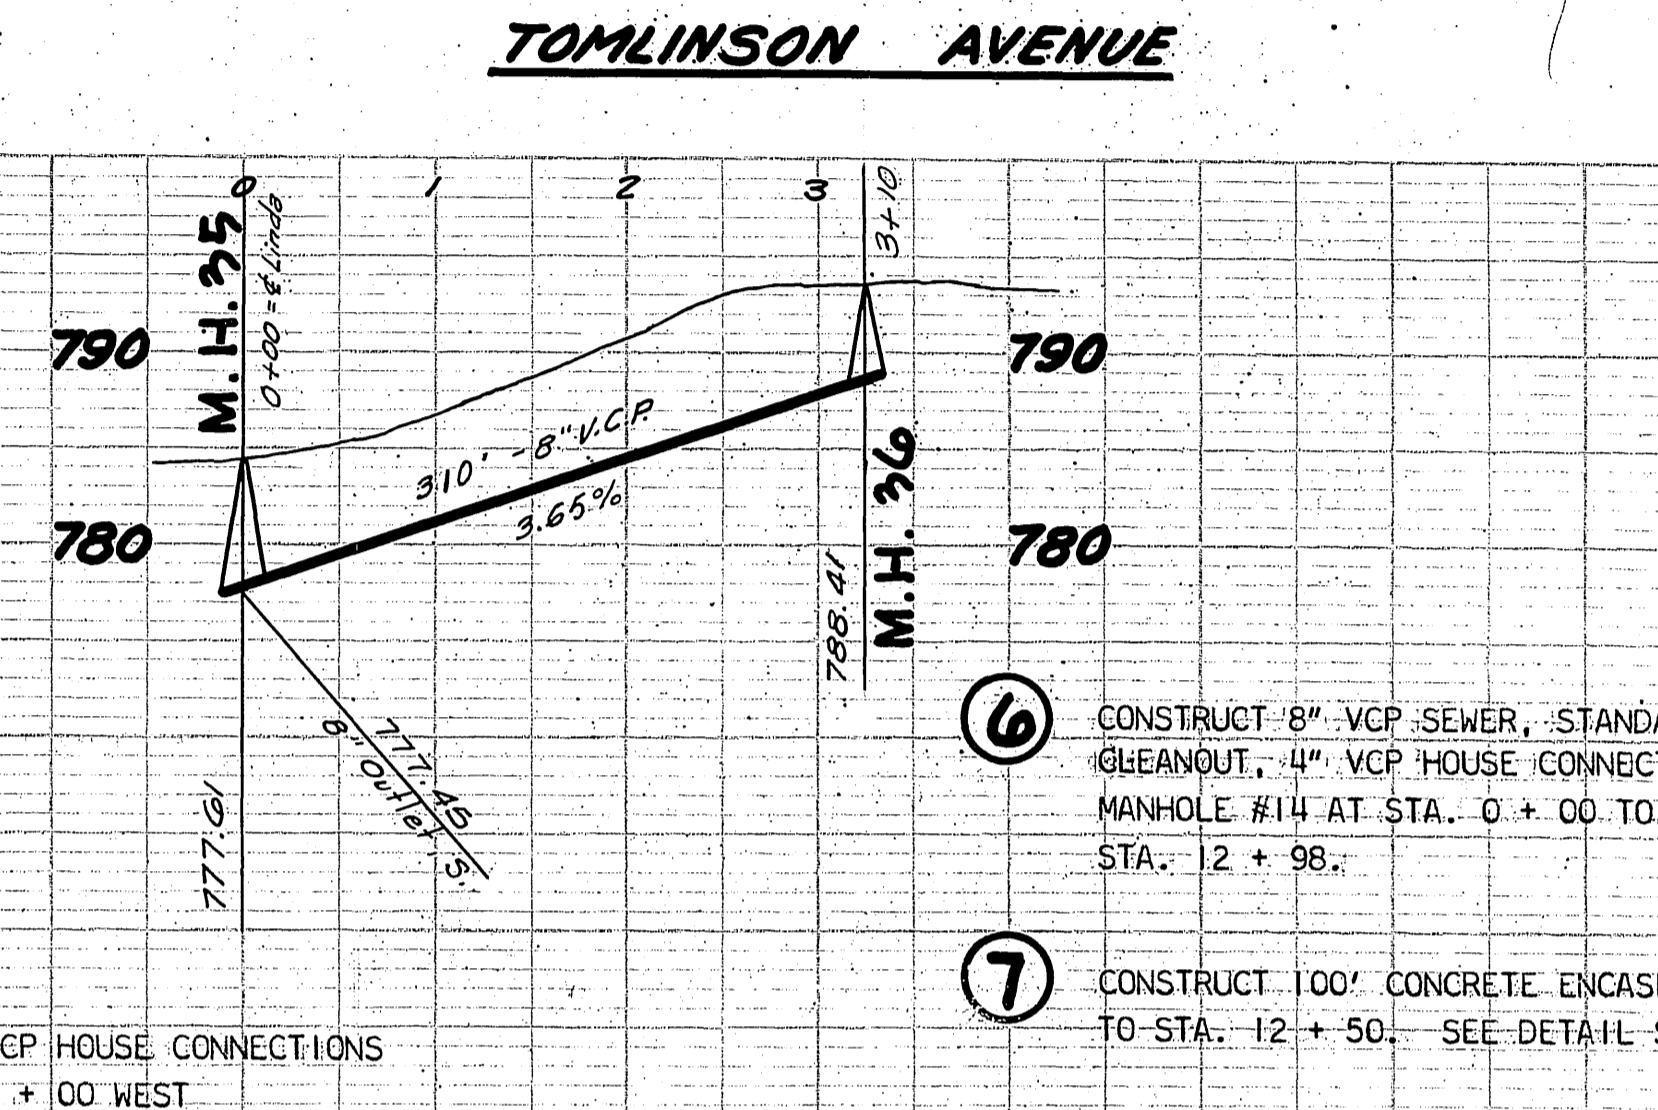 TOMLINSON AVENUE
0 1 2 3
M.H. 35
0+00 = ℄ Linda
3+10
790
790
310' - 8" V.C.P.
3.65%
780
780
M.H. 36
788.41
777.61
777.45
8" Outlet, S.
6 CONSTRUCT 8" VCP SEWER, STANDA
CLEANOUT, 4" VCP HOUSE CONNECT
MANHOLE #14 AT STA. 0 + 00 TO
STA. 12 + 98.
7 CONSTRUCT 100' CONCRETE ENCAS
TO STA. 12 + 50. SEE DETAIL S
CP HOUSE CONNECTIONS
+ 00 WEST